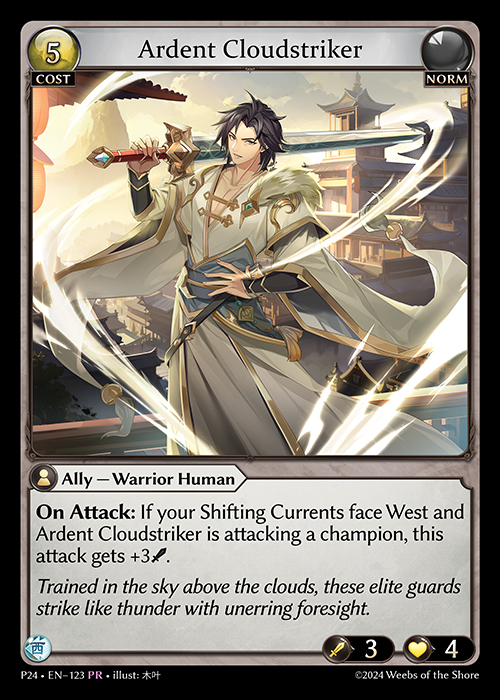 5
Ardent Cloudstriker
COST
NORM
Ally — Warrior Human
On Attack: If your Shifting Currents face West and
Ardent Cloudstriker is attacking a champion, this
attack gets +3.
Trained in the sky above the clouds, these elite guards
strike like thunder with unerring foresight.
西
3
4
P24 • EN–123 PR • illust: 木叶
©2024 Weebs of the Shore